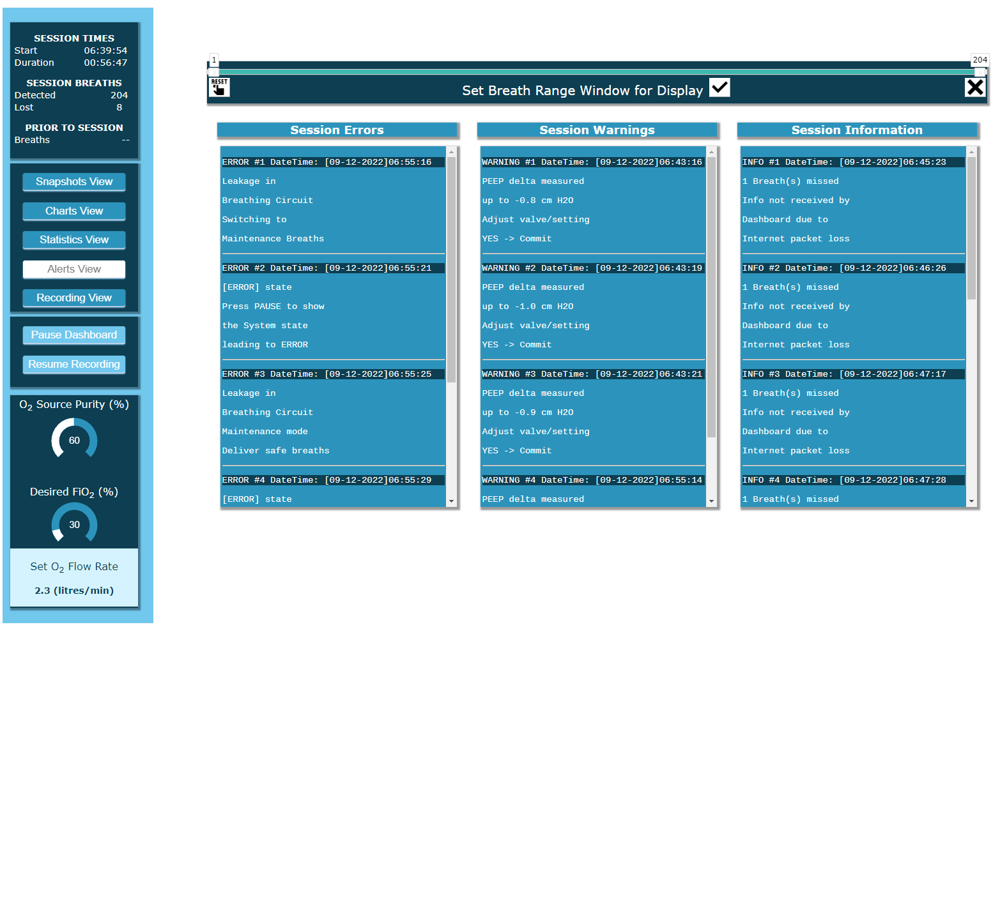 SESSION TIMES
Start 06:39:54
Duration 00:56:47
SESSION BREATHS
Detected 204
Lost 8
PRIOR TO SESSION
Breaths --
Snapshots View
Charts View
Statistics View
Alerts View
Recording View
Pause Dashboard
Resume Recording
O2 Source Purity (%)
60
Desired FiO2 (%)
30
Set O2 Flow Rate
2.3 (litres/min)
1
204
RESET
Set Breath Range Window for Display
Session Errors
ERROR #1 DateTime: [09-12-2022]06:55:16
Leakage in
Breathing Circuit
Switching to
Maintenance Breaths
ERROR #2 DateTime: [09-12-2022]06:55:21
[ERROR] state
Press PAUSE to show
the System state
leading to ERROR
ERROR #3 DateTime: [09-12-2022]06:55:25
Leakage in
Breathing Circuit
Maintenance mode
Deliver safe breaths
ERROR #4 DateTime: [09-12-2022]06:55:29
[ERROR] state
Session Warnings
WARNING #1 DateTime: [09-12-2022]06:43:16
PEEP delta measured
up to -0.8 cm H2O
Adjust valve/setting
YES -> Commit
WARNING #2 DateTime: [09-12-2022]06:43:19
PEEP delta measured
up to -1.0 cm H2O
Adjust valve/setting
YES -> Commit
WARNING #3 DateTime: [09-12-2022]06:43:21
PEEP delta measured
up to -0.9 cm H2O
Adjust valve/setting
YES -> Commit
WARNING #4 DateTime: [09-12-2022]06:55:14
PEEP delta measured
Session Information
INFO #1 DateTime: [09-12-2022]06:45:23
1 Breath(s) missed
Info not received by
Dashboard due to
Internet packet loss
INFO #2 DateTime: [09-12-2022]06:46:26
1 Breath(s) missed
Info not received by
Dashboard due to
Internet packet loss
INFO #3 DateTime: [09-12-2022]06:47:17
1 Breath(s) missed
Info not received by
Dashboard due to
Internet packet loss
INFO #4 DateTime: [09-12-2022]06:47:28
1 Breath(s) missed